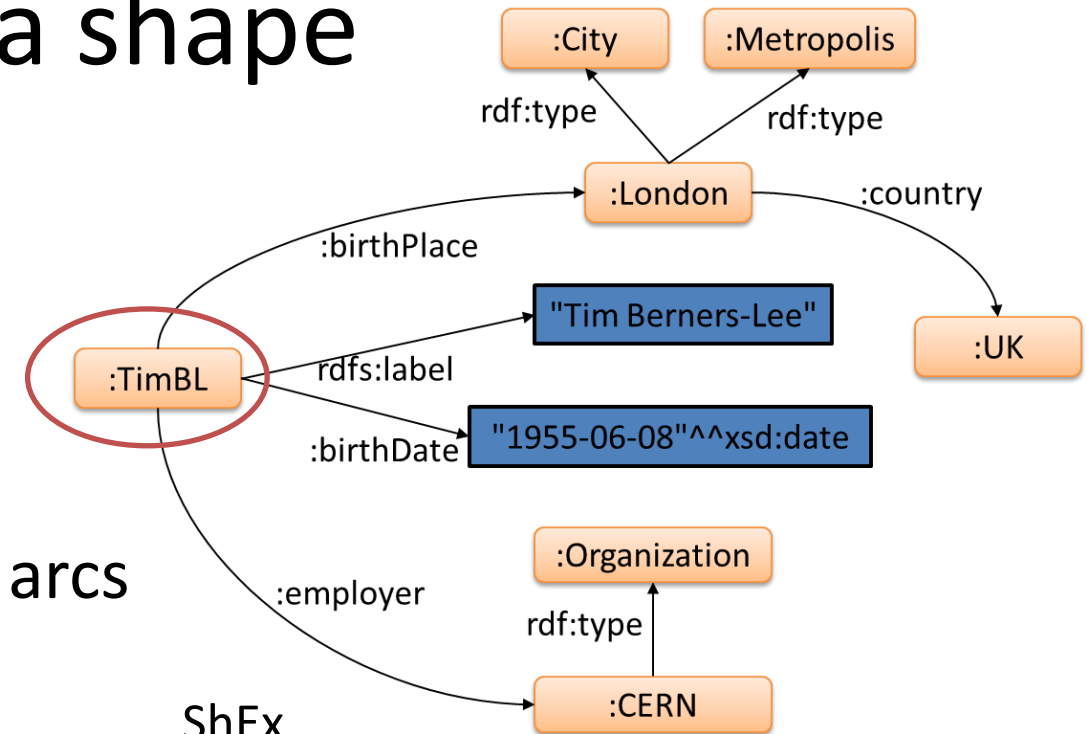 a shape
:City
:Metropolis
rdf:type
rdf:type
:London
:country
:birthPlace
"Tim Berners-Lee"
:UK
rdfs:label
:TimBL
"1955-06-08"^^xsd:date
:birthDate
:Organization
arcs
:employer
rdf:type
:CERN
ShEx